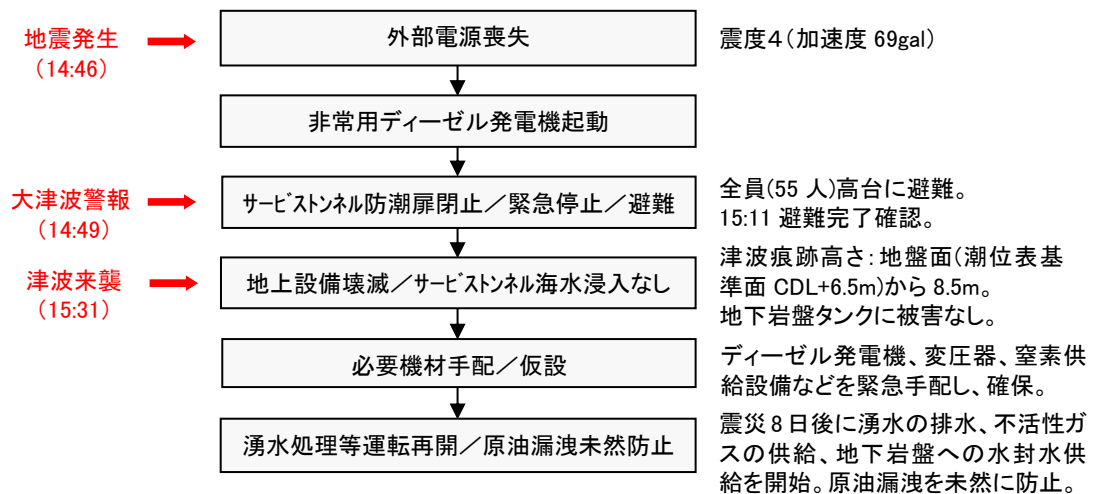 地震発生
(14:46)
外部電源喪失
震度4(加速度 69gal)
非常用ディーゼル発電機起動
大津波警報
(14:49)
サービストンネル防潮扉閉止/緊急停止/避難
全員(55 人)高台に避難。
15:11 避難完了確認。
津波来襲
(15:31)
地上設備壊滅/サービストンネル海水浸入なし
津波痕跡高さ:地盤面(潮位表基
準面 CDL+6.5m)から 8.5m。
地下岩盤タンクに被害なし。
必要機材手配/仮設
ディーゼル発電機、変圧器、窒素供
給設備などを緊急手配し、確保。
湧水処理等運転再開/原油漏洩未然防止
震災 8 日後に湧水の排水、不活性ガ
スの供給、地下岩盤への水封水供
給を開始。原油漏洩を未然に防止。